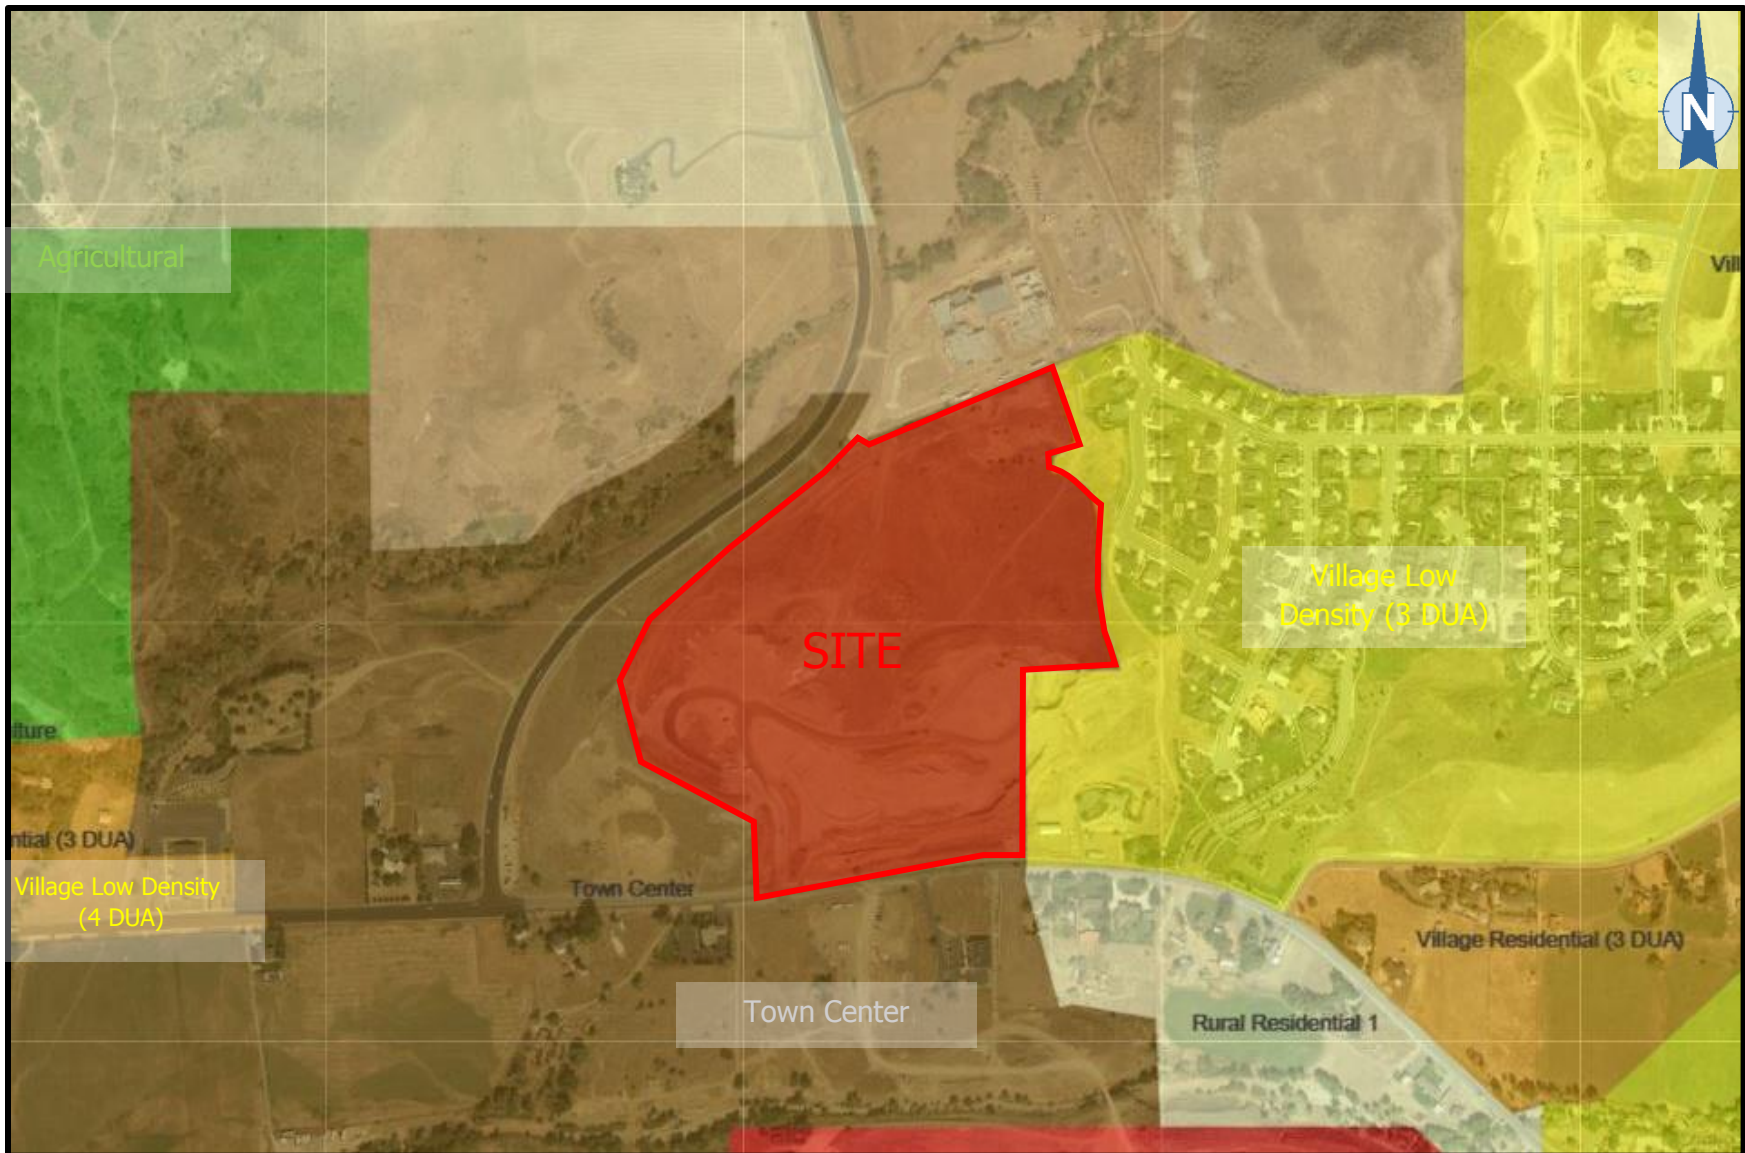 N
Agricultural
Vill
Village Low
Density (3 DUA)
SITE
lture
ntial (3 DUA)
Village Low Density
(4 DUA)
Town Center
Village Residential (3 DUA)
Town Center
Rural Residential 1